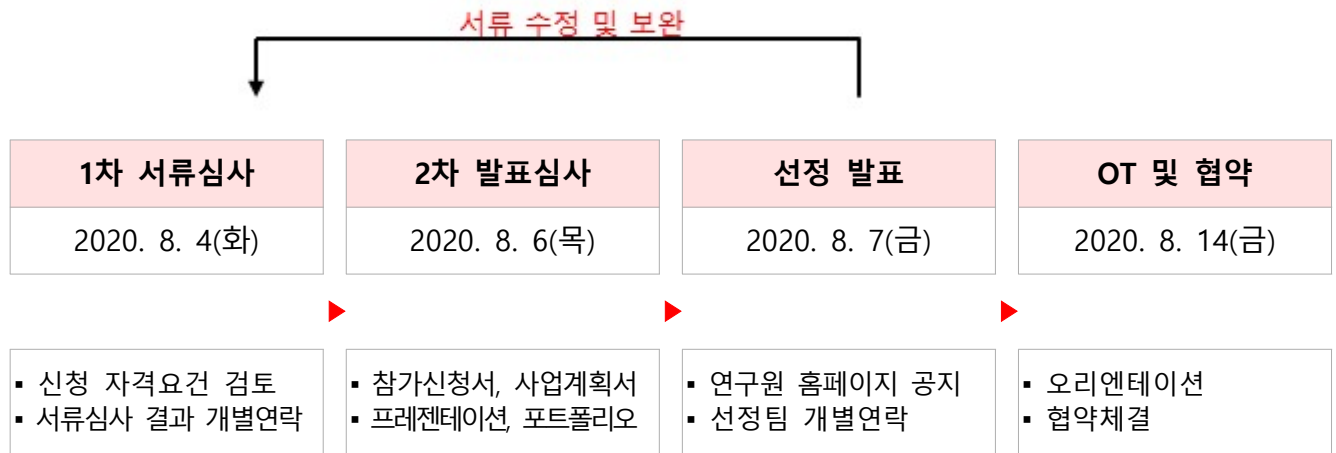 서류 수정 및 보완
1차 서류심사
2차 발표심사
선정 발표
OT 및 협약
2020. 8. 4(화)
2020. 8. 6(목)
2020. 8. 7(금)
2020. 8. 14(금)
▪ 신청 자격요건 검토
▪ 서류심사 결과 개별연락
▪ 참가신청서, 사업계획서
▪ 프레젠테이션, 포트폴리오
▪ 연구원 홈페이지 공지
▪ 선정팀 개별연락
▪ 오리엔테이션
▪ 협약체결